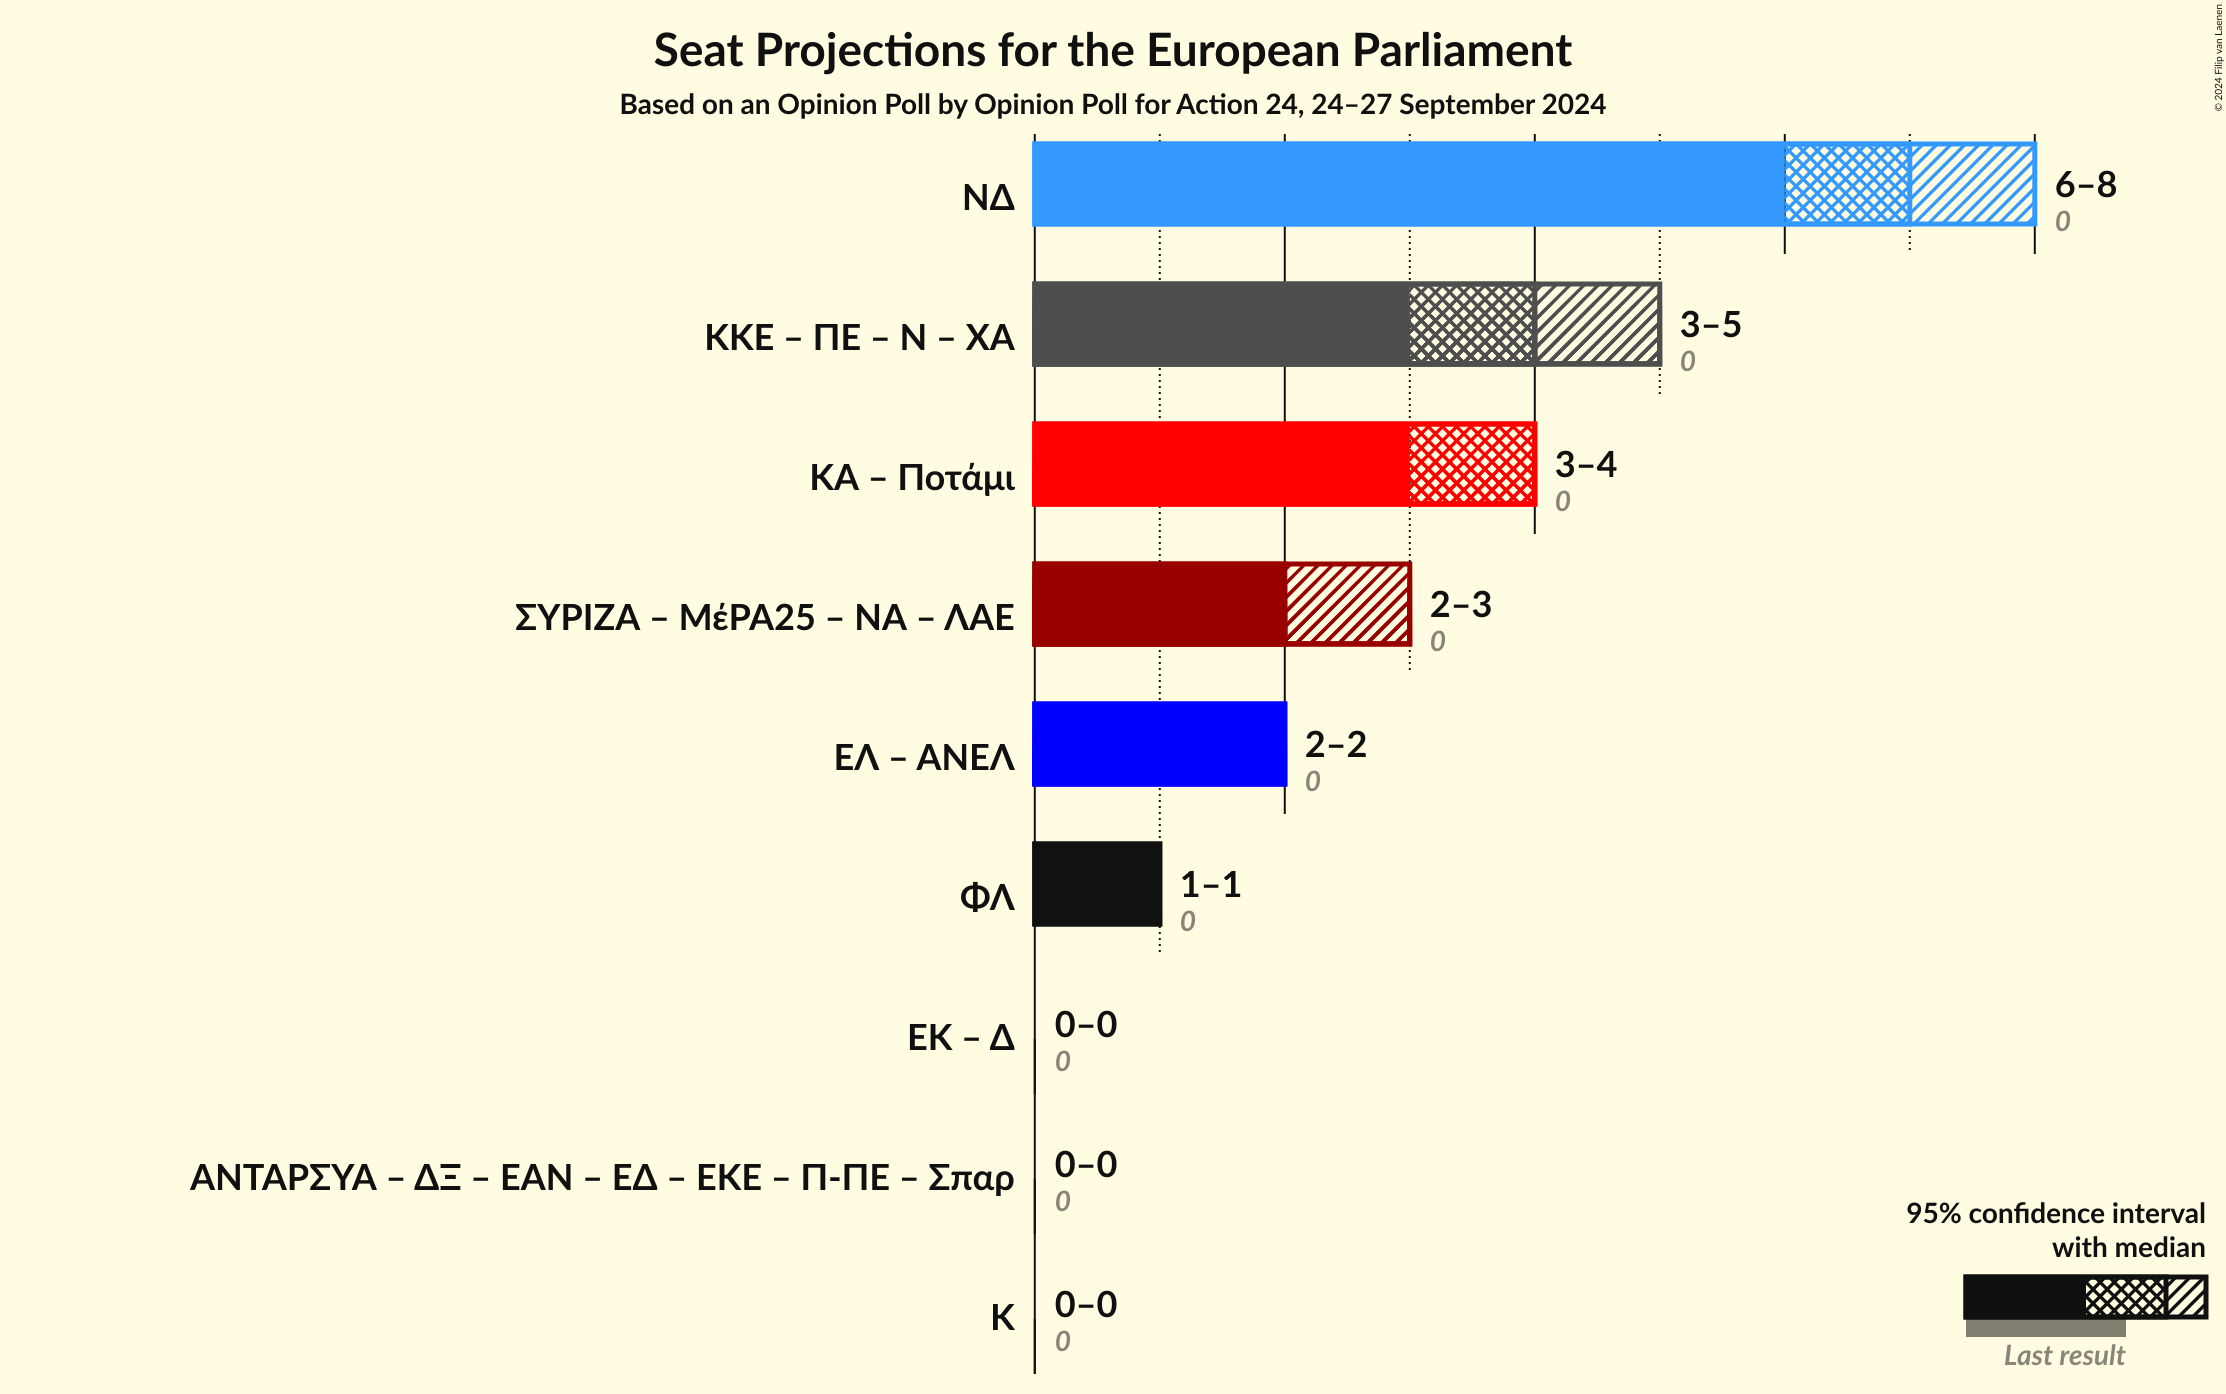 Seat Projections for the European Parliament
Based on an Opinion Poll by Opinion Poll for Action 24, 24–27 September 2024
© 2024 Filip van Laenen
ΝΔ
6–8
0
ΚΚΕ – ΠΕ – Ν – ΧΑ
3–5
0
ΚΑ – Ποτάμι
3–4
0
ΣΥΡΙΖΑ – ΜέΡΑ25 – ΝΑ – ΛΑΕ
2–3
0
ΕΛ – ΑΝΕΛ
2–2
0
ΦΛ
1–1
0
ΕΚ – Δ
0–0
0
ΑΝΤΑΡΣΥΑ – ΔΞ – ΕΑΝ – ΕΔ – ΕΚΕ – Π-ΠΕ – Σπαρ
0–0
0
Κ
0–0
0
95% confidence interval
with median
Last result